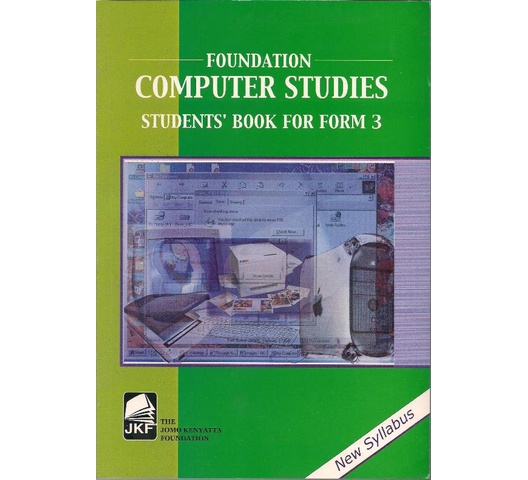 FOUNDATION
COMPUTER STUDIES
STUDENTS' BOOK FOR FORM 3
JKF
THE
JOMO KENYATTA
FOUNDATION
New Syllabus